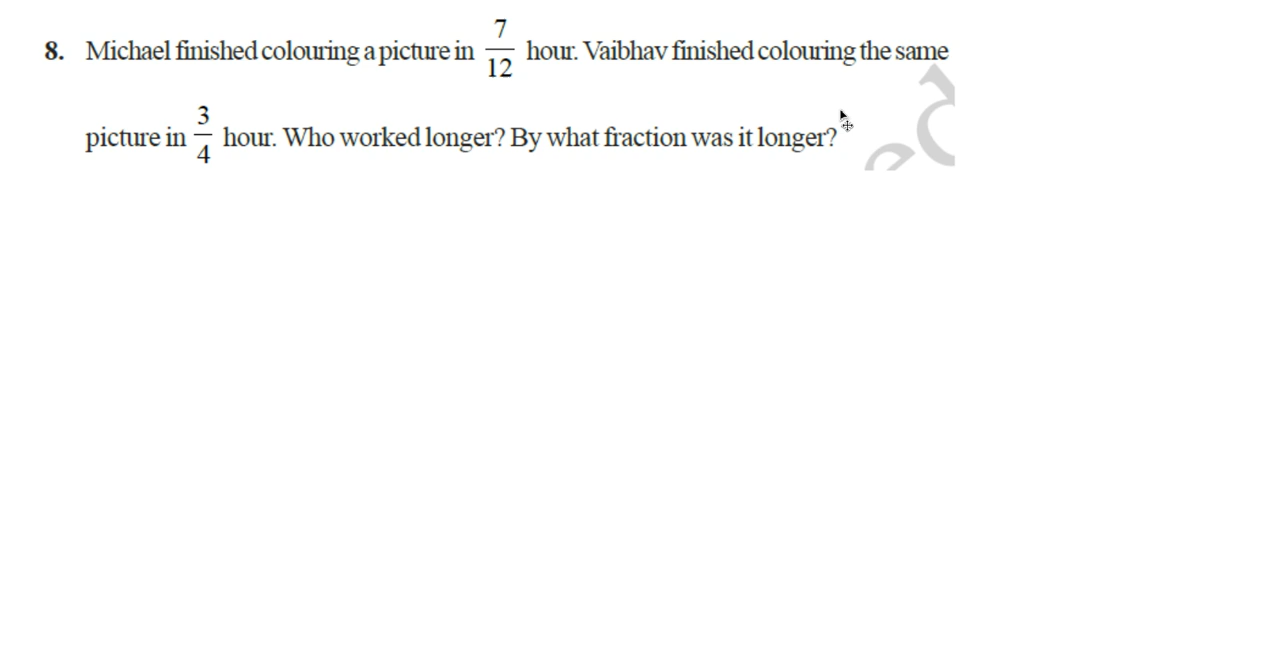 8. Michael finished colouring a picture in 7/12 hour. Vaibhav finished colouring the same
picture in 3/4 hour. Who worked longer? By what fraction was it longer?